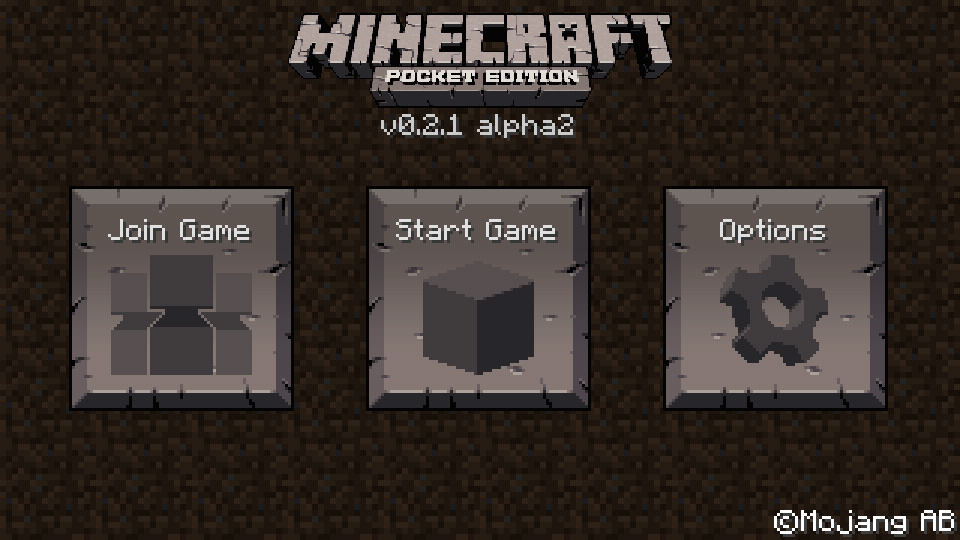 MINECRAFT
POCKET EDITION
v0.2.1 alpha2
Join Game
Start Game
Options
©Mojang AB